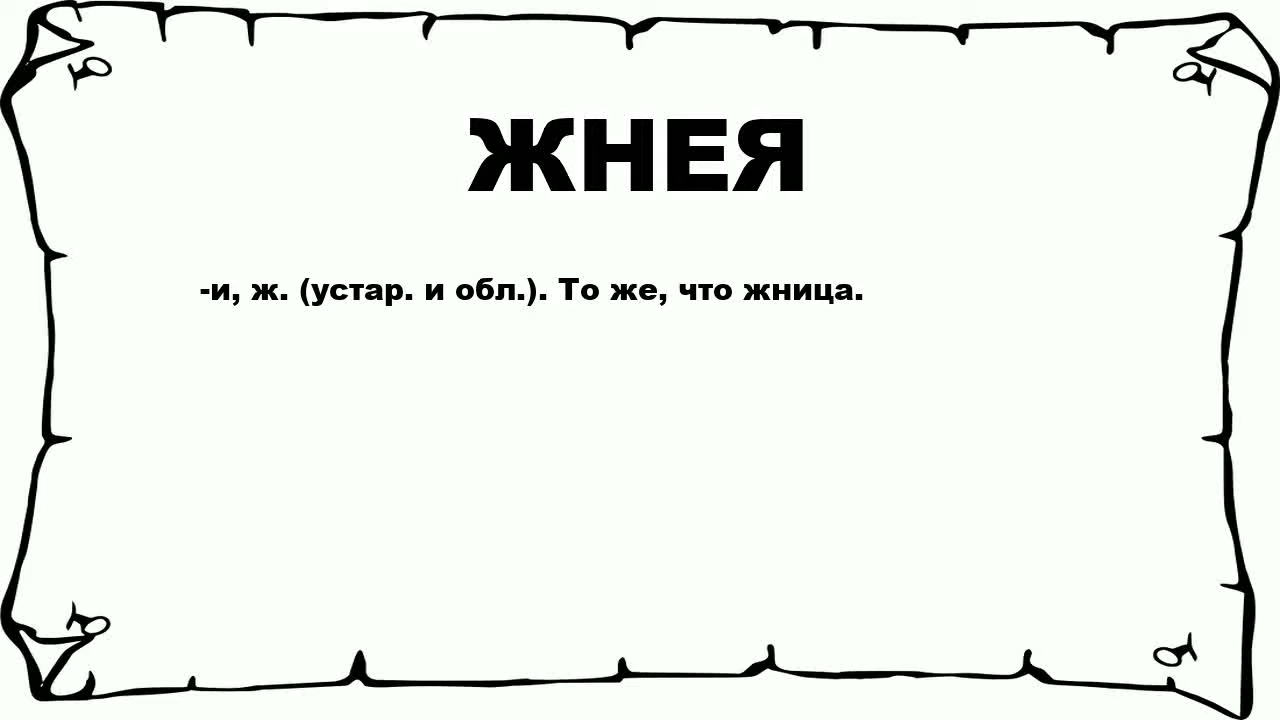 ЖНЕЯ
-и, ж. (устар. и обл.). То же, что жница.